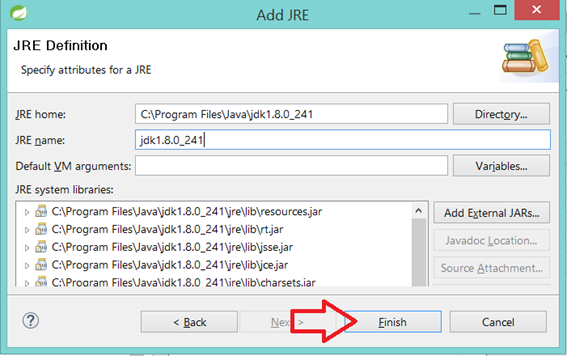 Add JRE
JRE Definition
Specify attributes for a JRE
JRE home: C:\Program Files\Java\jdk1.8.0_241 Directory...
JRE name: jdk1.8.0_241
Default VM arguments: Variables...
JRE system libraries:
C:\Program Files\Java\jdk1.8.0_241\jre\lib\resources.jar
C:\Program Files\Java\jdk1.8.0_241\jre\lib\rt.jar
C:\Program Files\Java\jdk1.8.0_241\jre\lib\jsse.jar
C:\Program Files\Java\jdk1.8.0_241\jre\lib\jce.jar
C:\Program Files\Java\jdk1.8.0_241\jre\lib\charsets.jar
Add External JARs...
Javadoc Location...
Source Attachment...
? < Back Next > Finish Cancel